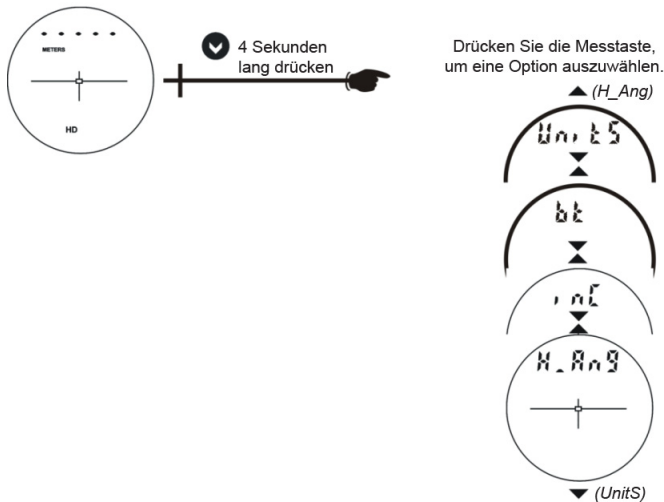 METERS
HD
4 Sekunden
lang drücken
Drücken Sie die Messtaste,
um eine Option auszuwählen.
(H_Ang)
UnitS
bt
inC
H_Ang
(UnitS)